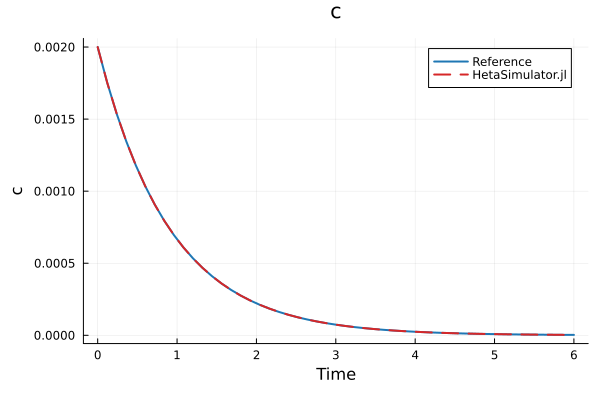 c
0.0020
Reference
HetaSimulator.jl
0.0015
c
0.0010
0.0005
0.0000
0 1 2 3 4 5 6
Time